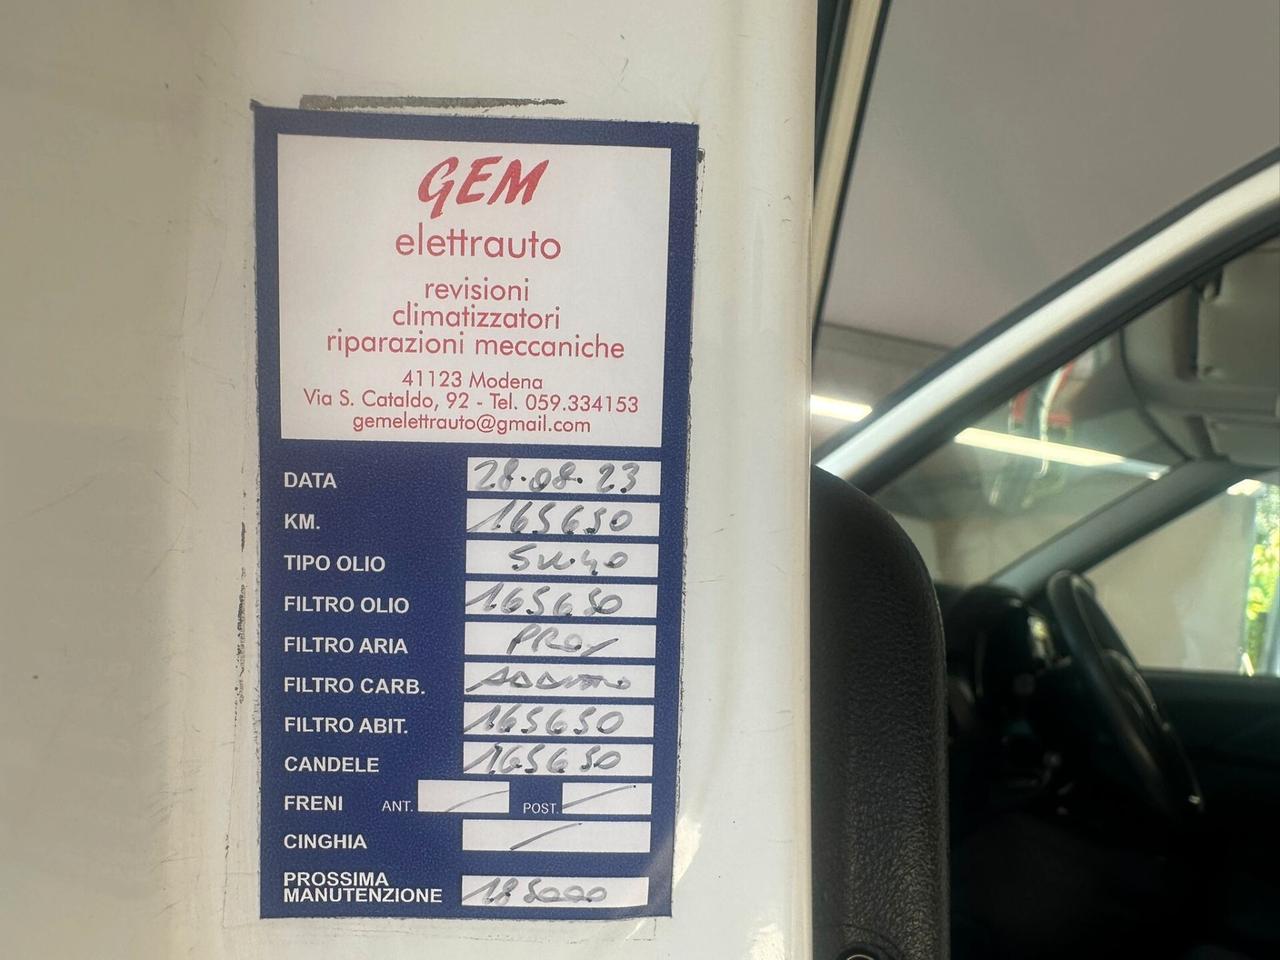 GEM
elettrauto
revisioni
climatizzatori
riparazioni meccaniche
41123 Modena
Via S. Cataldo, 92 - Tel. 059.334153
gemelettrauto@gmail.com
DATA 28.08.23
KM. 165650
TIPO OLIO 5W40
FILTRO OLIO 165650
FILTRO ARIA
FILTRO CARB. ADDITIVO
FILTRO ABIT. 165650
CANDELE 165650
FRENI ANT. POST.
CINGHIA
PROSSIMA
MANUTENZIONE 185000